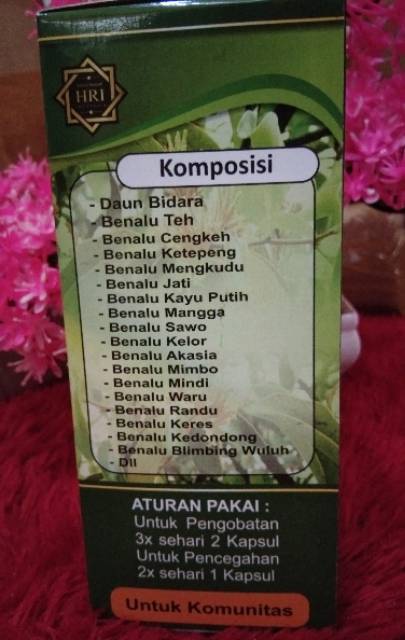 HRI
Komposisi
- Daun Bidara
- Benalu Teh
- Benalu Cengkeh
- Benalu Ketepeng
- Benalu Mengkudu
- Benalu Jati
- Benalu Kayu Putih
- Benalu Mangga
- Benalu Sawo
- Benalu Kelor
- Benalu Akasia
- Benalu Mimbo
- Benalu Mindi
- Benalu Waru
- Benalu Randu
- Benalu Keres
- Benalu Kedondong
- Benalu Blimbing Wuluh
- Dll
ATURAN PAKAI :
Untuk Pengobatan
3x sehari 2 Kapsul
Untuk Pencegahan
2x sehari 1 Kapsul
Untuk Komunitas